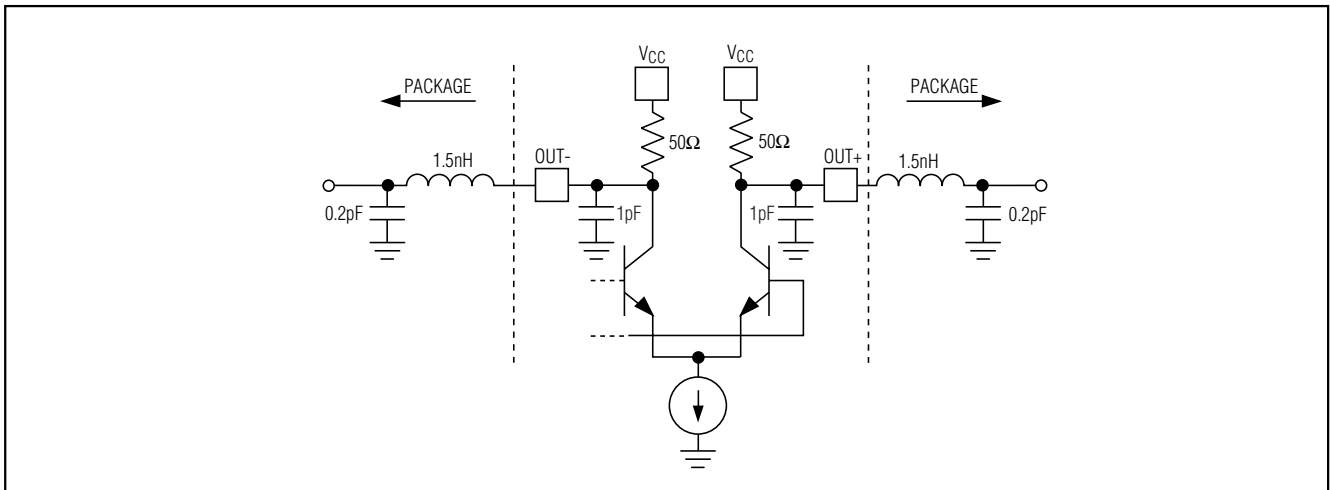 VCC VCC
PACKAGE PACKAGE
50Ω 50Ω
1.5nH OUT- OUT+ 1.5nH
0.2pF 1pF 1pF 0.2pF